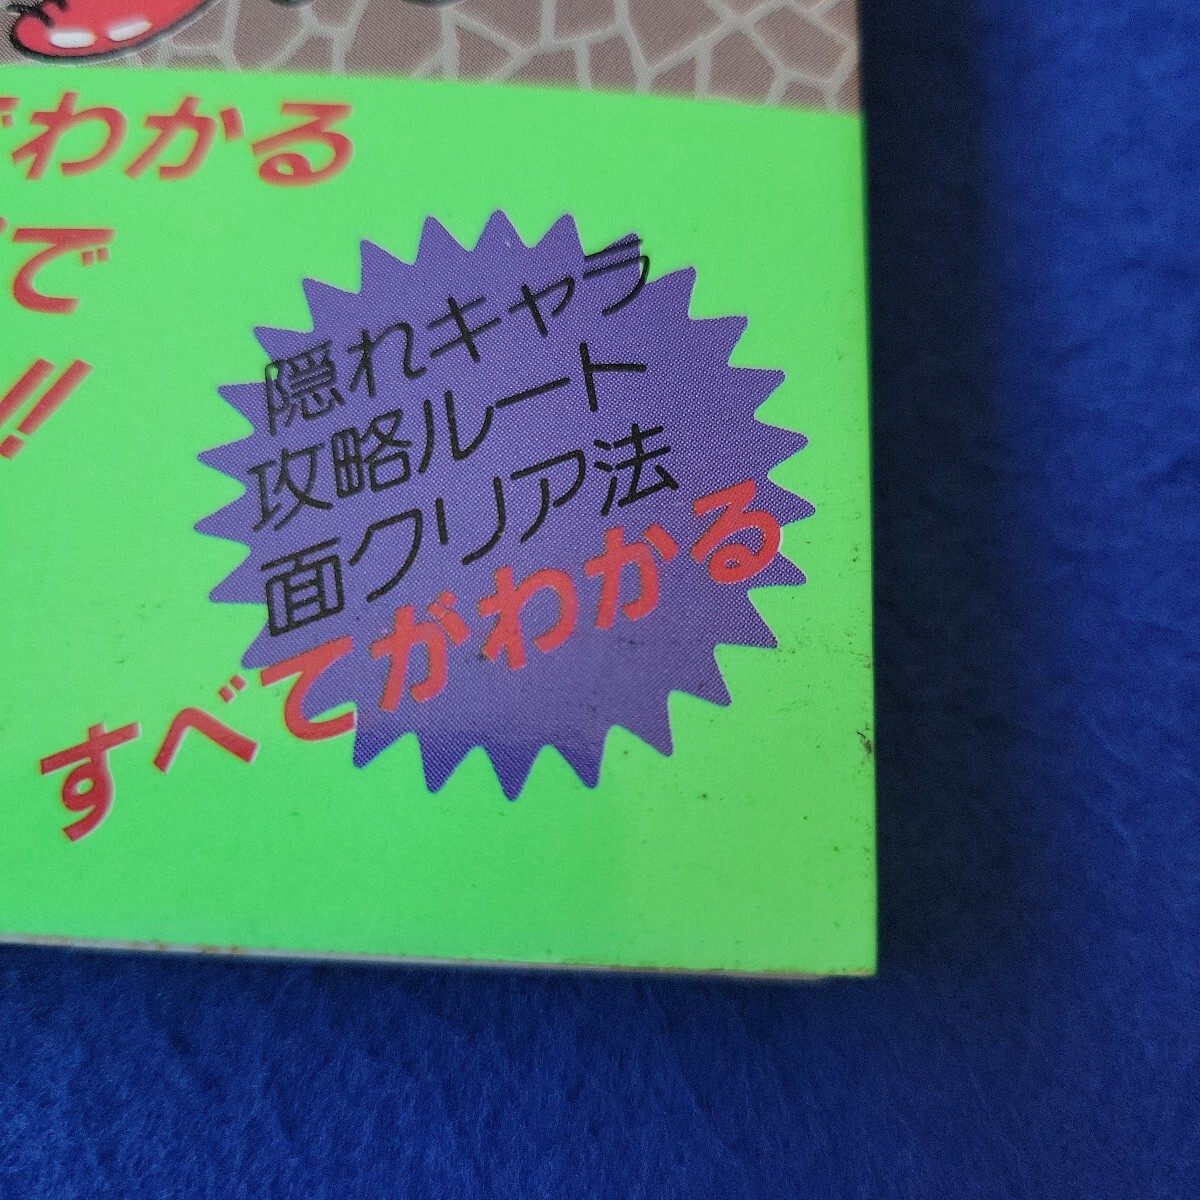 わかる
で
!!
隠れキャラ
攻略ルート
面クリア法
すべてがわかる